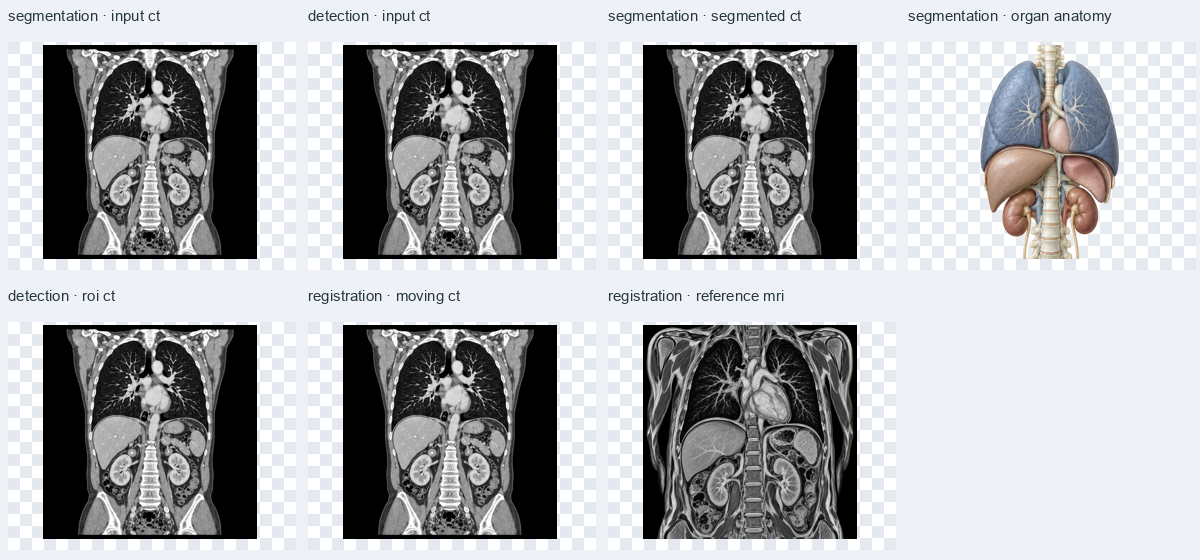 segmentation · input ct
detection · input ct
segmentation · segmented ct
segmentation · organ anatomy
detection · roi ct
registration · moving ct
registration · reference mri